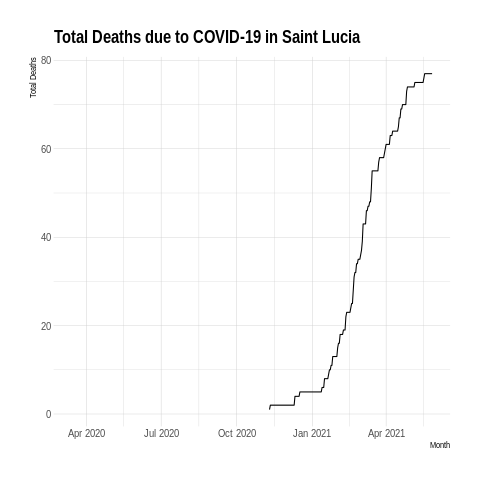 Total Deaths due to COVID-19 in Saint Lucia
Total Deaths
80
60
40
20
0
Apr 2020 Jul 2020 Oct 2020 Jan 2021 Apr 2021
Month